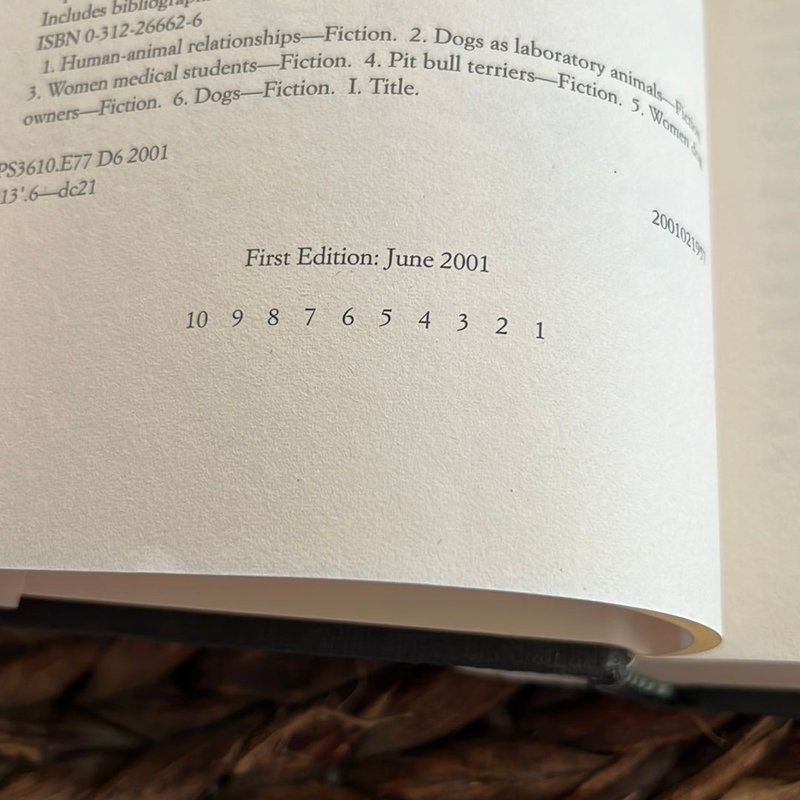 Includes bibliograp
ISBN 0-312-26662-6
1. Human-animal relationships—Fiction. 2. Dogs as laboratory animals—Fiction
3. Women medical students—Fiction. 4. Pit bull terriers—Fiction. 5. Women
owners—Fiction. 6. Dogs—Fiction. I. Title.
PS3610.E77 D6 2001
13'.6—dc21
2001021
First Edition: June 2001
10 9 8 7 6 5 4 3 2 1